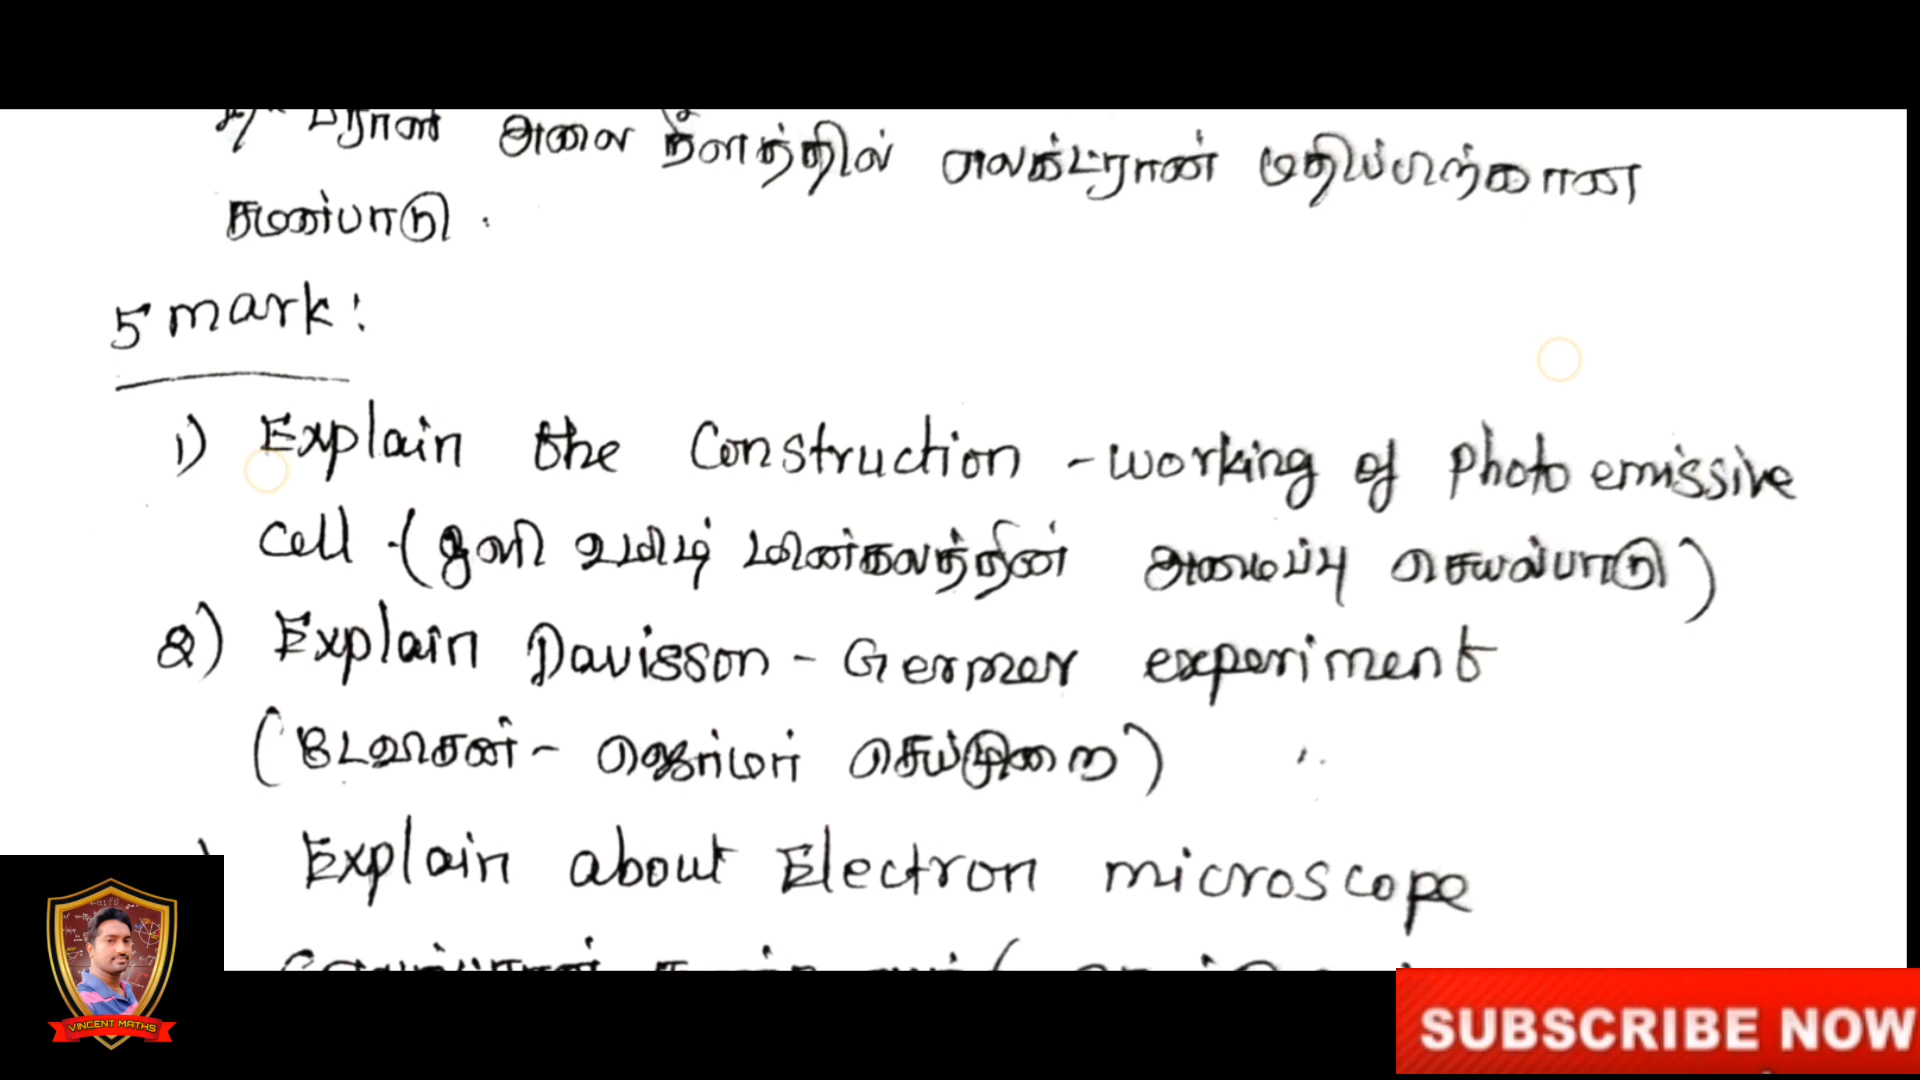 அலை நீளத்தில் எலக்ட்ரான் மதிப்பிற்கான
சமன்பாடு.
5 mark:
1) Explain the Construction - working of photo emissive
cell. (ஒளி உமிழ் மின்கலத்தின் அமைப்பு செயல்பாடு)
2) Explain Davisson - Germer experiment
(டேவிசன் - ஜெர்மர் செய்முறை)
Explain about Electron microscope
VINCENT MATHS
SUBSCRIBE NOW